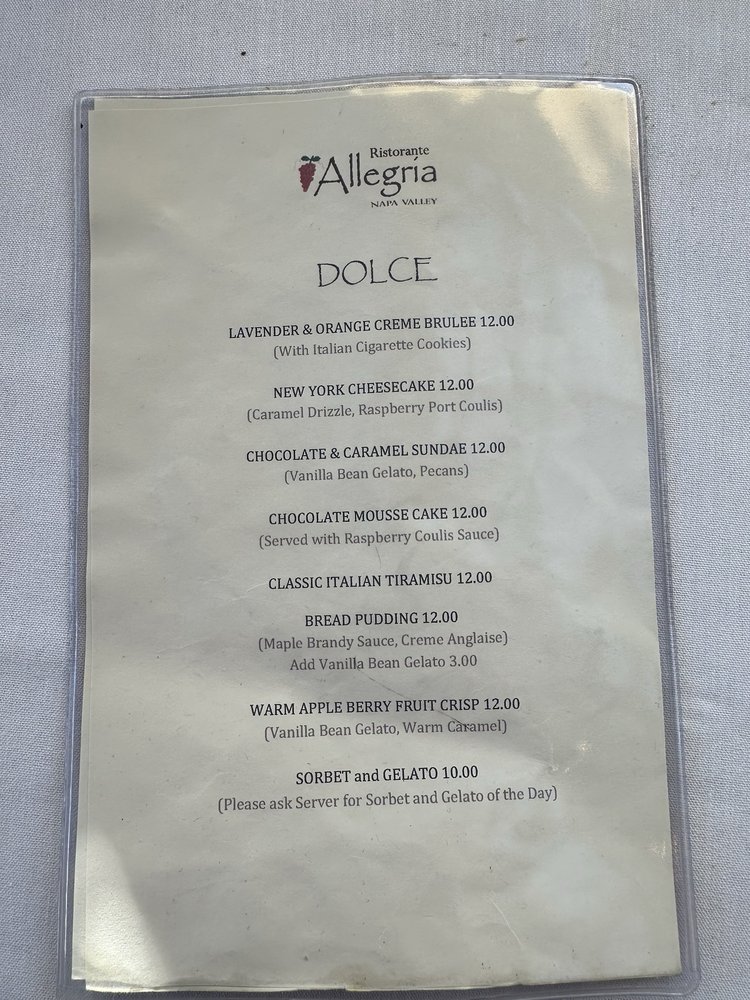 Ristorante
Allegria
NAPA VALLEY
DOLCE
LAVENDER & ORANGE CREME BRULEE 12.00
(With Italian Cigarette Cookies)
NEW YORK CHEESECAKE 12.00
(Caramel Drizzle, Raspberry Port Coulis)
CHOCOLATE & CARAMEL SUNDAE 12.00
(Vanilla Bean Gelato, Pecans)
CHOCOLATE MOUSSE CAKE 12.00
(Served with Raspberry Coulis Sauce)
CLASSIC ITALIAN TIRAMISU 12.00
BREAD PUDDING 12.00
(Maple Brandy Sauce, Creme Anglaise)
Add Vanilla Bean Gelato 3.00
WARM APPLE BERRY FRUIT CRISP 12.00
(Vanilla Bean Gelato, Warm Caramel)
SORBET and GELATO 10.00
(Please ask Server for Sorbet and Gelato of the Day)